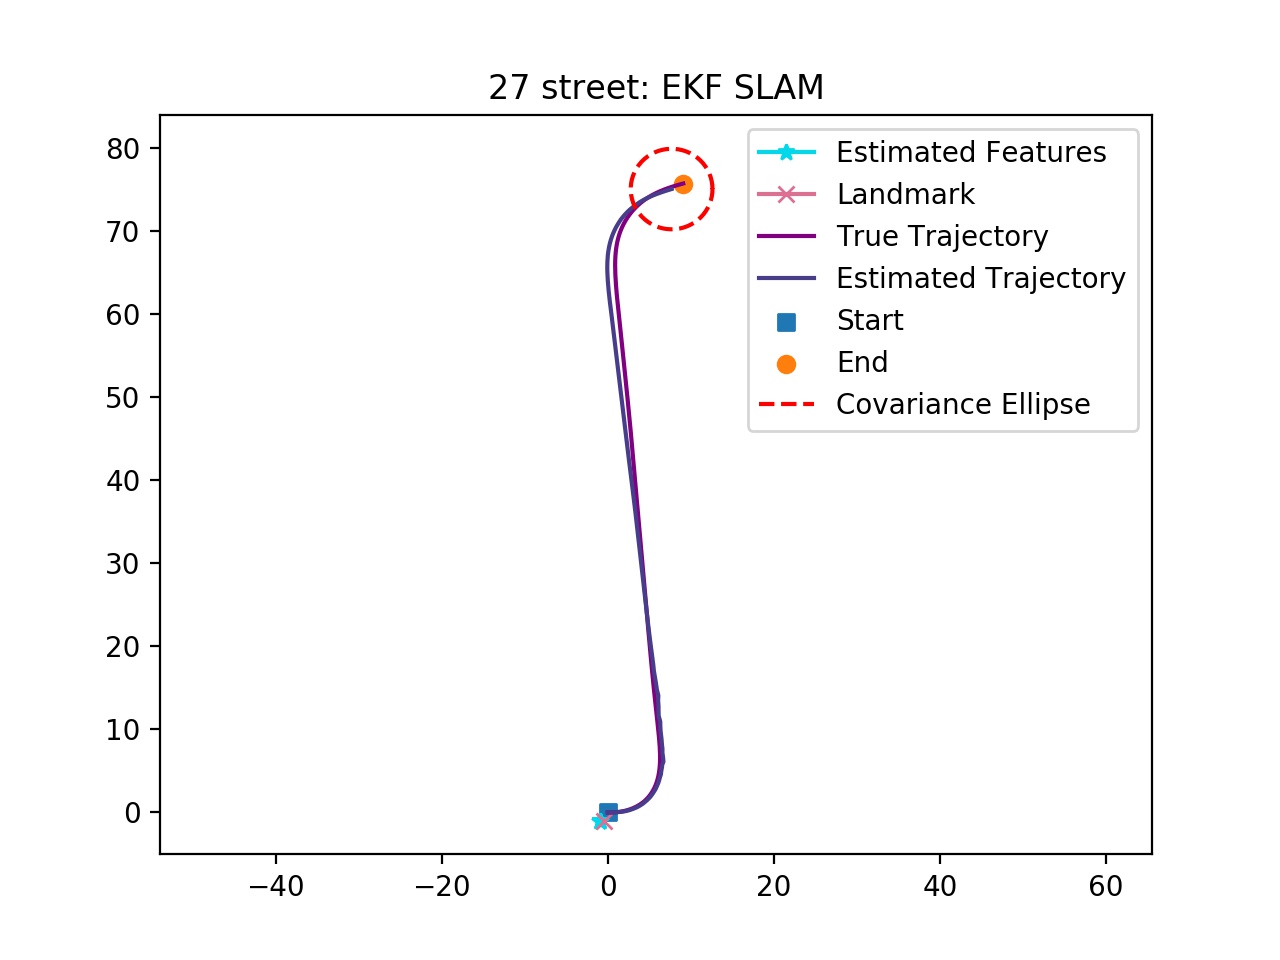 27 street: EKF SLAM
80
70
60
50
40
30
20
10
0
−40
−20
0
20
40
60
Estimated Features
Landmark
True Trajectory
Estimated Trajectory
Start
End
Covariance Ellipse